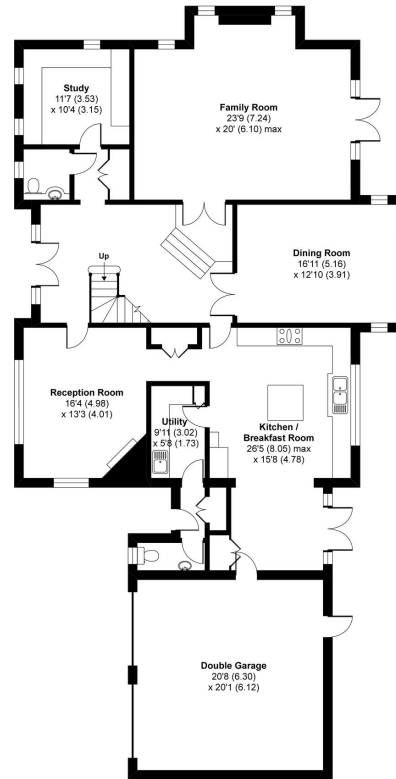 Study
11'7 (3.53)
x 10'4 (3.15)
Family Room
23'9 (7.24)
x 20' (6.10) max
Up
Dining Room
16'11 (5.16)
x 12'10 (3.91)
Reception Room
16'4 (4.98)
x 13'3 (4.01)
Utility
9'11 (3.02)
x 5'8 (1.73)
Kitchen /
Breakfast Room
26'5 (8.05) max
x 15'8 (4.78)
Double Garage
20'8 (6.30)
x 20'1 (6.12)